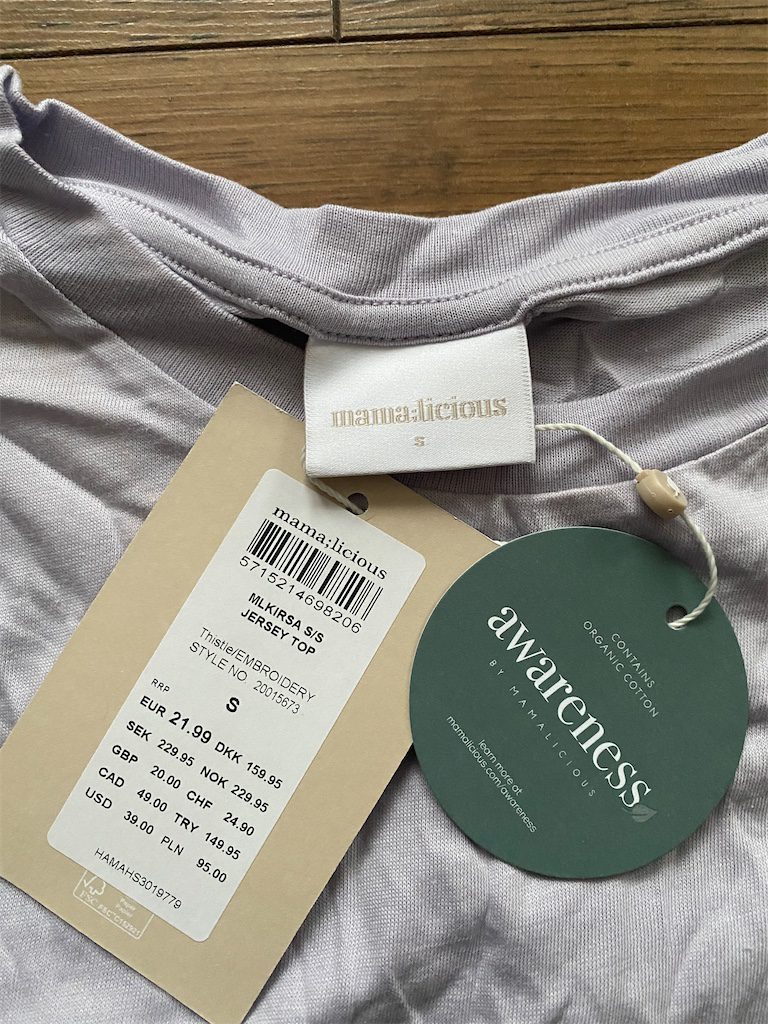 mama;licious
S
mama;licious
5715214698206
MLKIRSA S/S
JERSEY TOP
Thistle/EMBROIDERY
STYLE NO 20015673
S
RRP
EUR 21.99 DKK 159.95
SEK 229.95 NOK 229.95
GBP 20.00 CHF 24.90
CAD 49.00 TRY 149.95
USD 39.00 PLN 95.00
HAMAHS3019779
FSC
Paper
Papier
CONTAINS
ORGANIC COTTON
awareness
BY MAMALICIOUS
learn more at
mamalicious.com/awareness